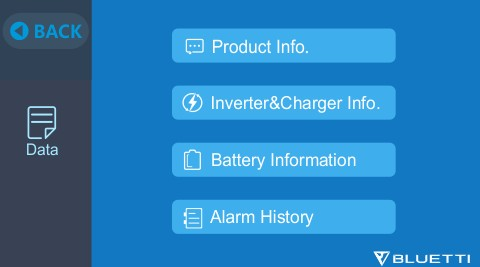 BACK
Data
Product Info.
Inverter&Charger Info.
Battery Information
Alarm History
BLUETTI